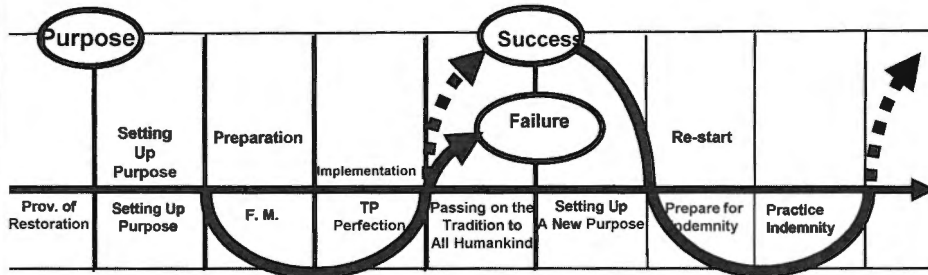 Purpose
Success
Failure
Setting
Up
Purpose
Preparation
Implementation
Re-start
Prov. of
Restoration
Setting Up
Purpose
F. M.
TP
Perfection
Passing on the
Tradition to
All Humankind
Setting Up
A New Purpose
Prepare for
Indemnity
Practice
Indemnity